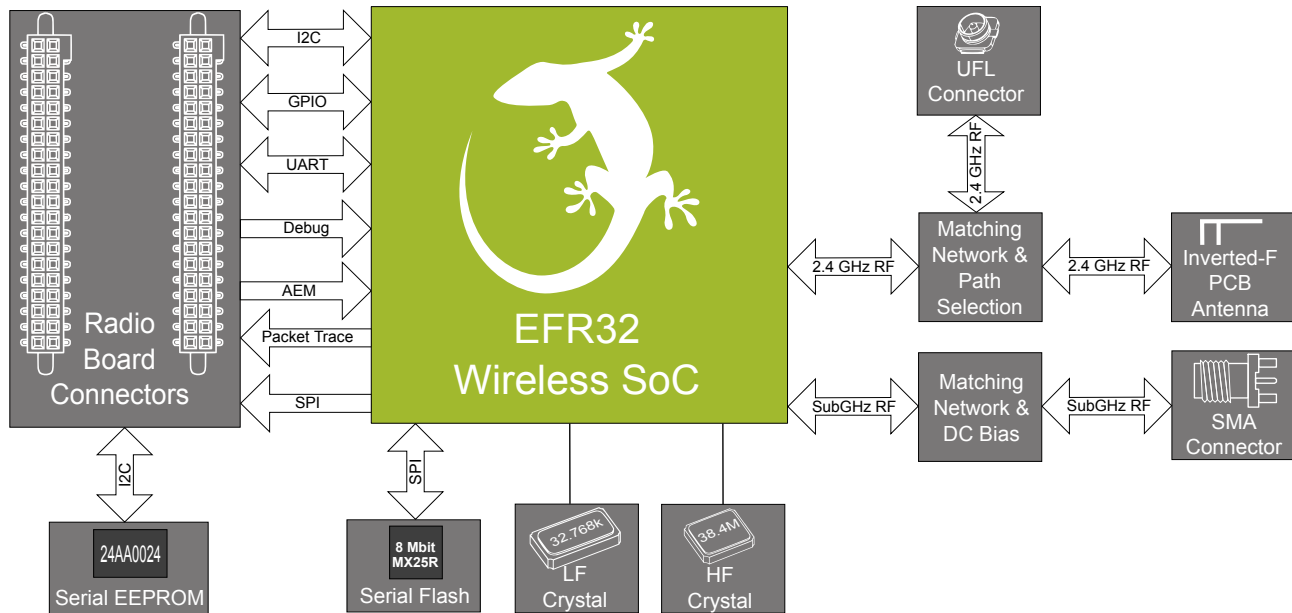 Radio
Board
Connectors
I2C
GPIO
UART
Debug
AEM
Packet Trace
SPI
EFR32
Wireless SoC
UFL
Connector
2.4 GHz RF
2.4 GHz RF
Matching
Network &
Path
Selection
2.4 GHz RF
Inverted-F
PCB
Antenna
SubGHz RF
Matching
Network &
DC Bias
SubGHz RF
SMA
Connector
I2C
24AA0024
Serial EEPROM
SPI
8 Mbit
MX25R
Serial Flash
32.768k
LF
Crystal
38.4M
HF
Crystal